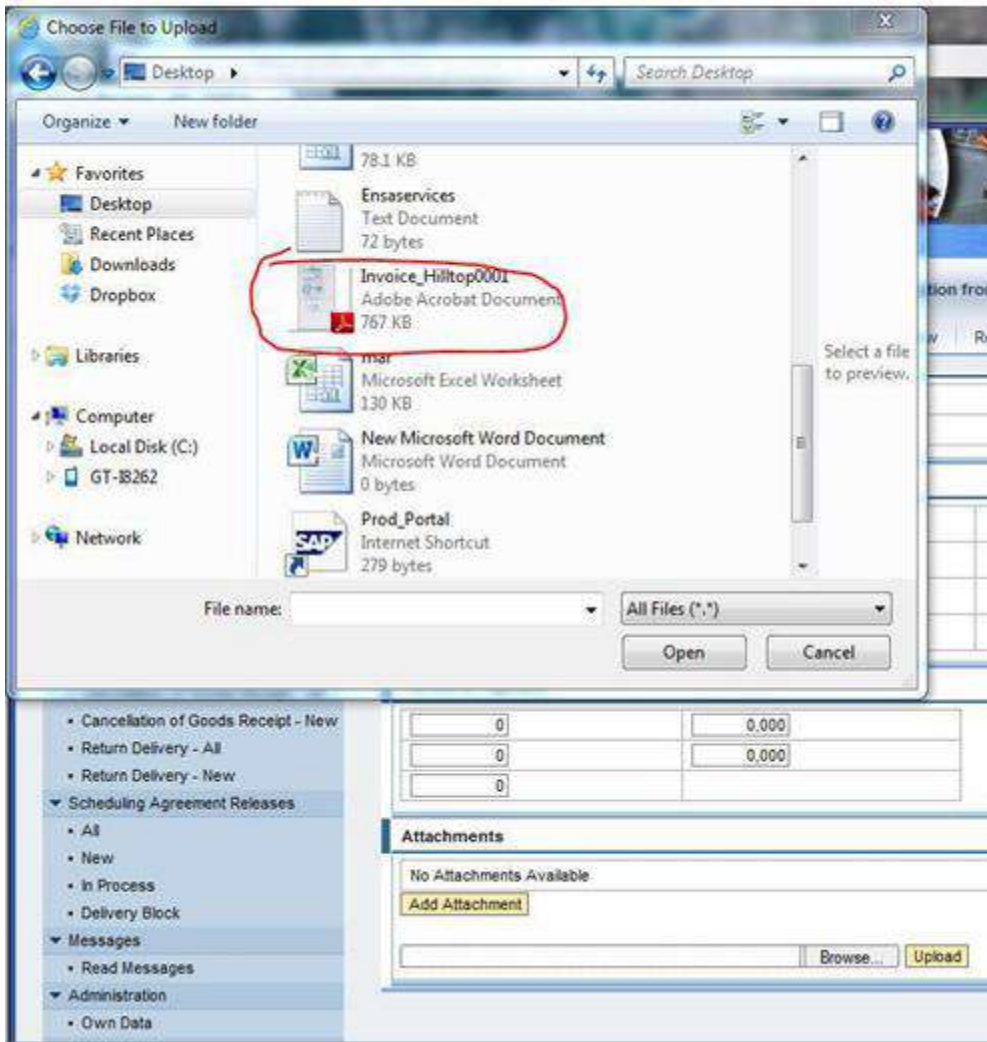 Choose File to Upload
X
Desktop
Search Desktop
Organize
New folder
Favorites
Desktop
Recent Places
Downloads
Dropbox
Libraries
Computer
Local Disk (C:)
GT-I8262
Network
78.1 KB
Ensaservices
Text Document
72 bytes
Invoice_Hilltop0001
Adobe Acrobat Document
767 KB
mar
Microsoft Excel Worksheet
130 KB
New Microsoft Word Document
Microsoft Word Document
0 bytes
SAP
Prod_Portal
Internet Shortcut
279 bytes
Select a file
to preview.
tion from
File name:
All Files (*.*)
Open
Cancel
Cancellation of Goods Receipt - New
Return Delivery - All
Return Delivery - New
Scheduling Agreement Releases
All
New
In Process
Delivery Block
Messages
Read Messages
Administration
Own Data
0
0,000
0
0,000
0
Attachments
No Attachments Available
Add Attachment
Browse...
Upload